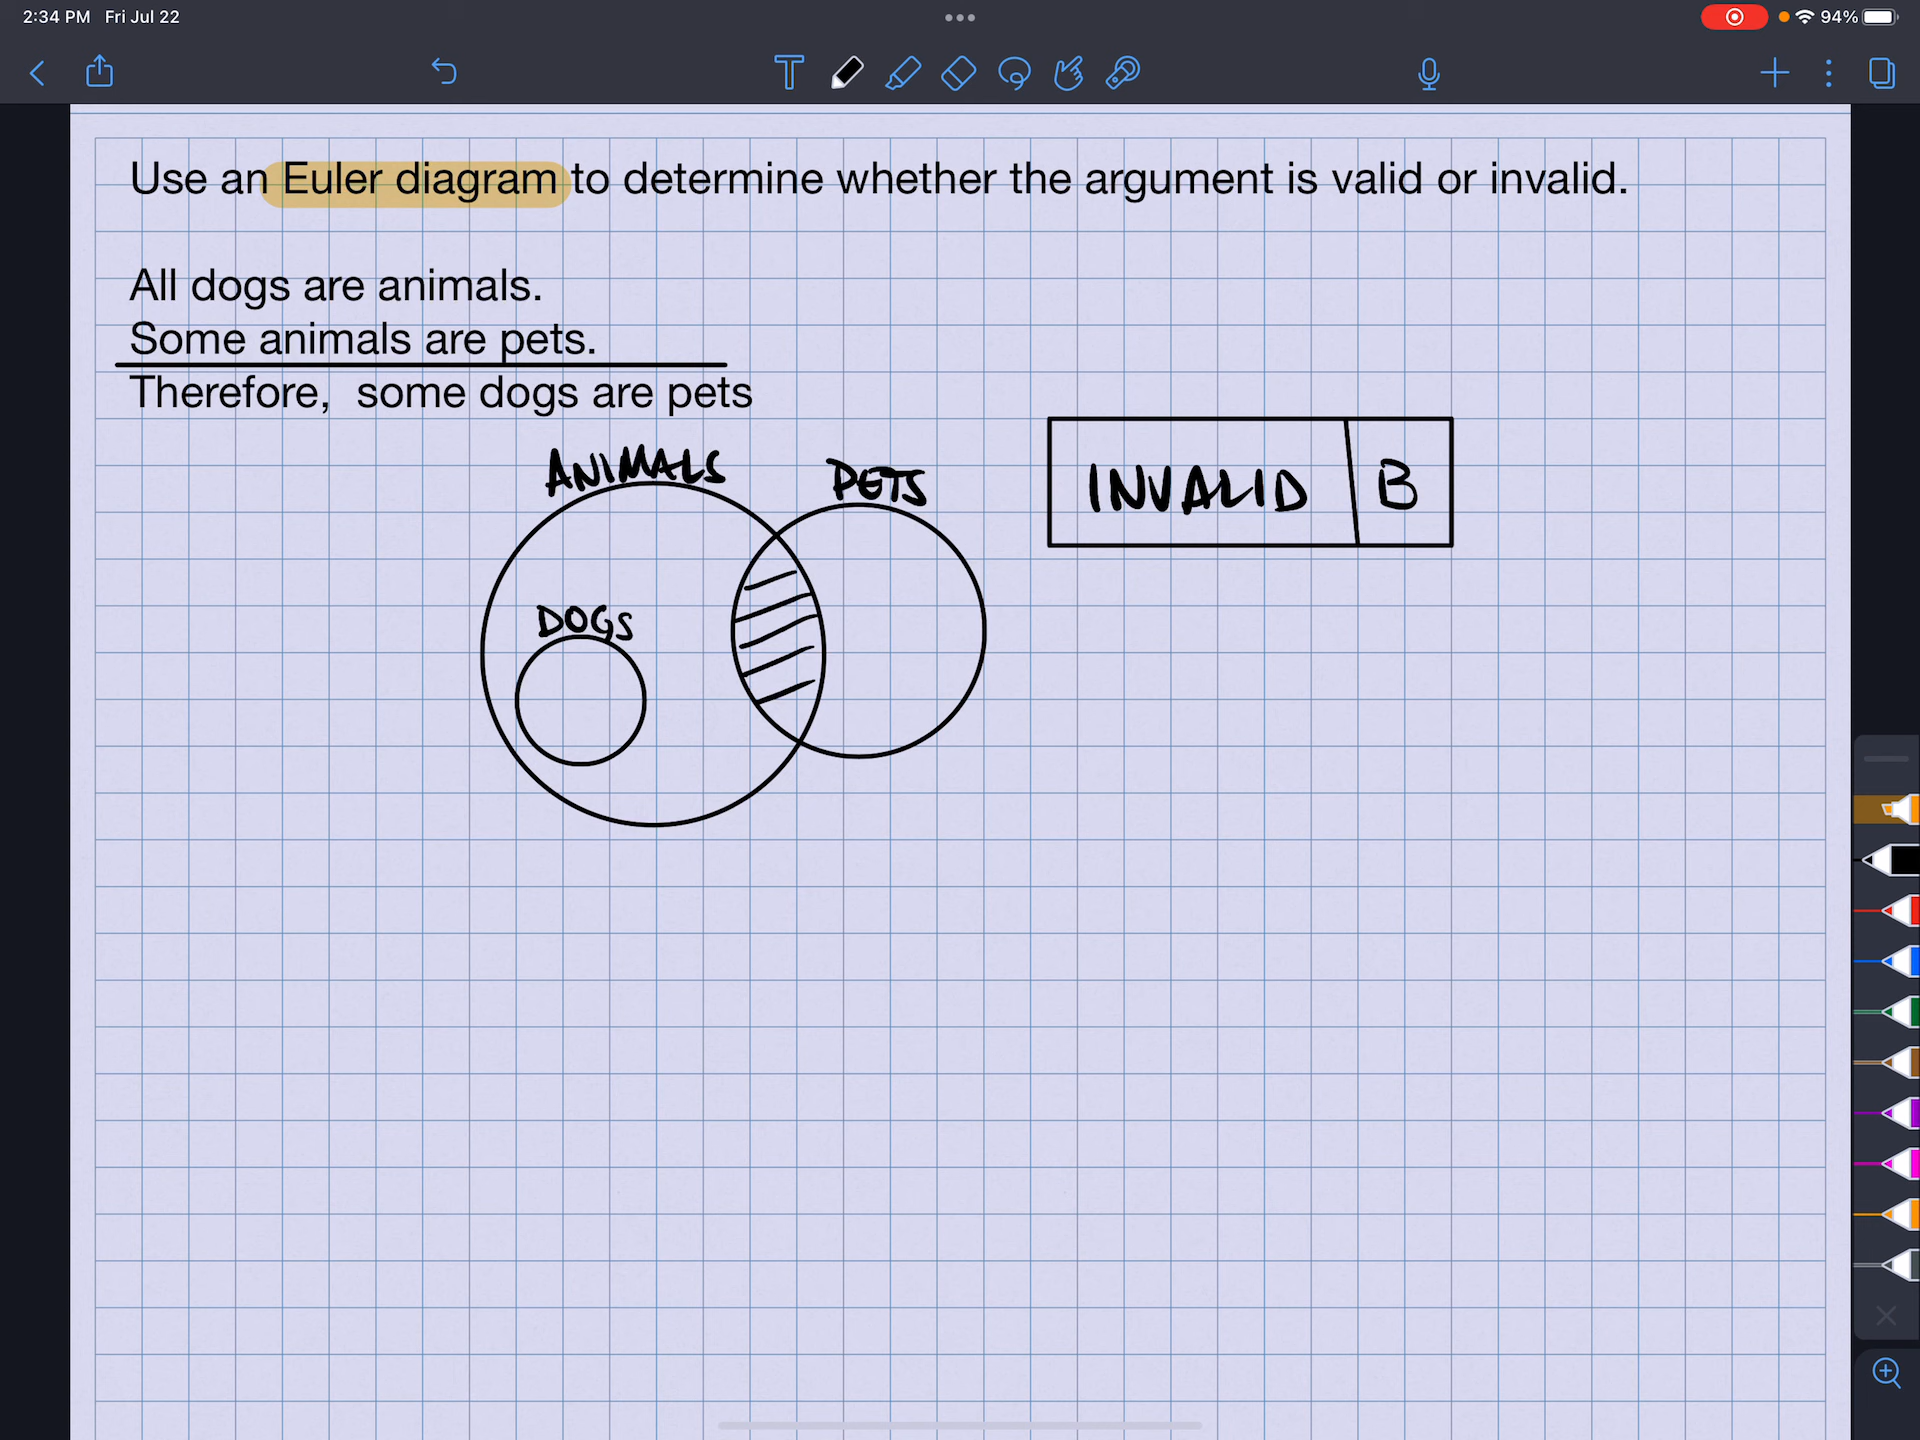 2:34 PM Fri Jul 22
94%
Use an Euler diagram to determine whether the argument is valid or invalid.
All dogs are animals.
Some animals are pets.
Therefore, some dogs are pets
ANIMALS
PETS
INVALID B
DOGS